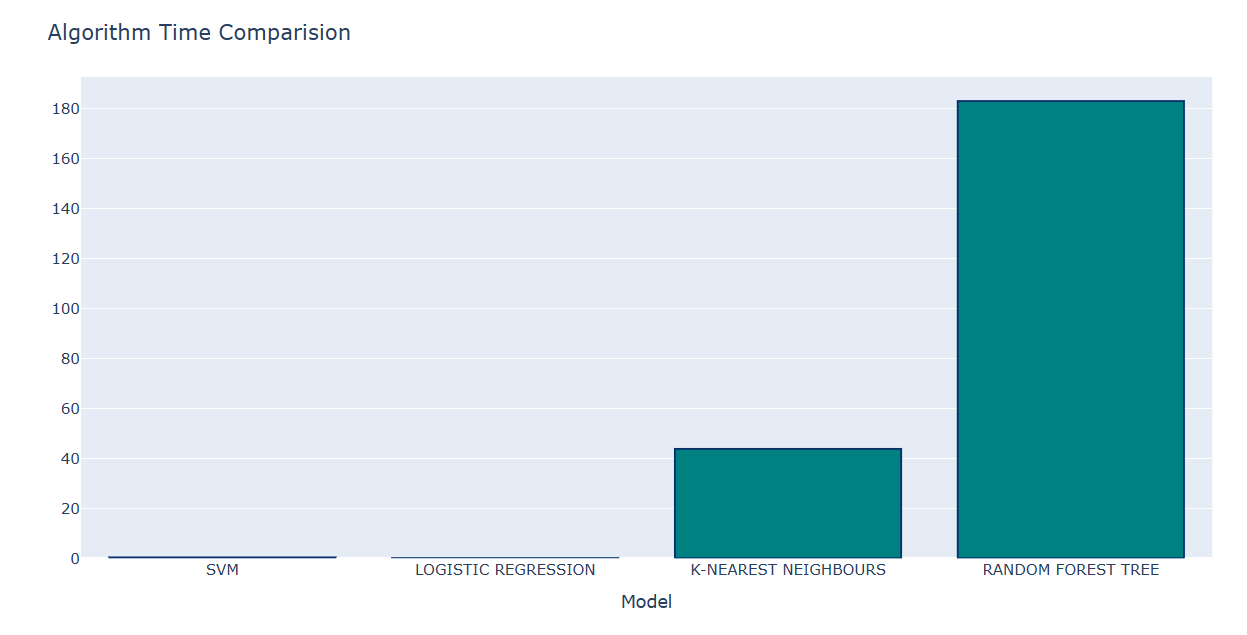 Algorithm Time Comparision
180
160
140
120
100
80
60
40
20
0
SVM
LOGISTIC REGRESSION
K-NEAREST NEIGHBOURS
RANDOM FOREST TREE
Model